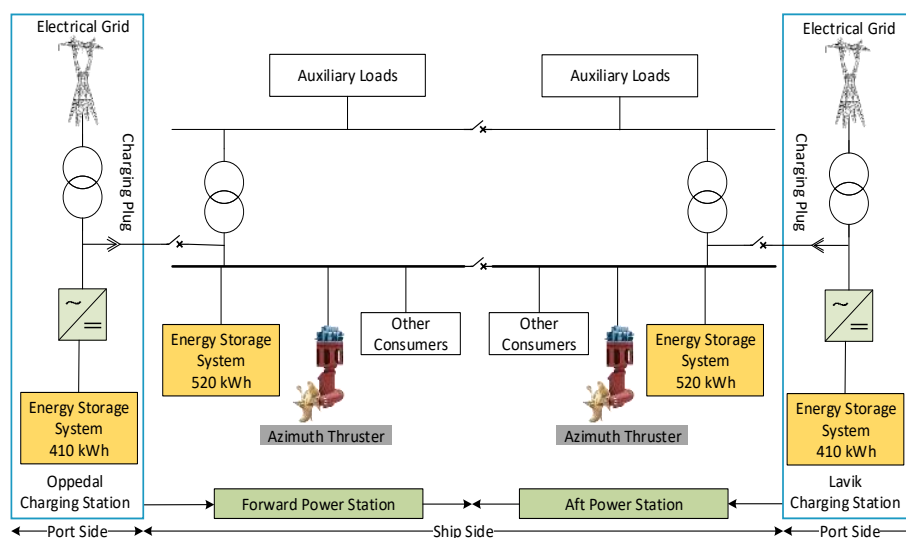 Electrical Grid
Electrical Grid
Auxiliary Loads
Auxiliary Loads
Charging Plug
Charging Plug
~
=
~
=
Energy Storage
System
520 kWh
Other
Consumers
Other
Consumers
Energy Storage
System
520 kWh
Energy Storage
System
410 kWh
Azimuth Thruster
Azimuth Thruster
Energy Storage
System
410 kWh
Oppedal
Charging Station
Forward Power Station
Aft Power Station
Lavik
Charging Station
Port Side
Ship Side
Port Side